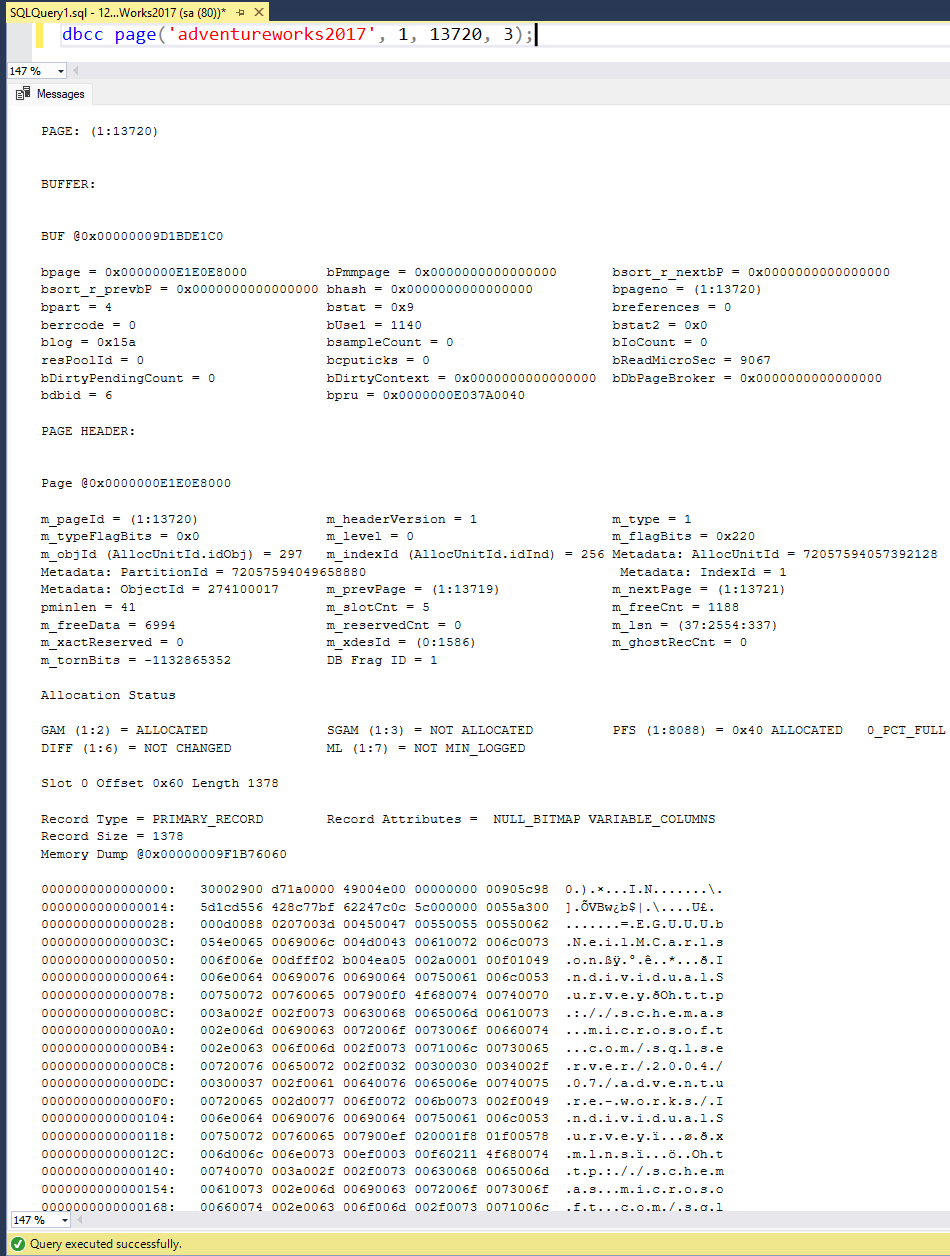 SQLQuery1.sql - 12...Works2017 (sa (80))*
dbcc page('adventureworks2017', 1, 13720, 3);
147 %
Messages
PAGE: (1:13720)
BUFFER:
BUF @0x00000009D1BDE1C0
bpage = 0x0000000E1E0E8000 bPmmpage = 0x0000000000000000 bsort_r_nextbP = 0x0000000000000000
bsort_r_prevbP = 0x0000000000000000 bhash = 0x0000000000000000 bpageno = (1:13720)
bpart = 4 bstat = 0x9 breferences = 0
berrcode = 0 bUse1 = 1140 bstat2 = 0x0
blog = 0x15a bsampleCount = 0 bIoCount = 0
resPoolId = 0 bcputicks = 0 bReadMicroSec = 9067
bDirtyPendingCount = 0 bDirtyContext = 0x0000000000000000 bDbPageBroker = 0x0000000000000000
bdbid = 6 bpru = 0x0000000E037A0040
PAGE HEADER:
Page @0x0000000E1E0E8000
m_pageId = (1:13720) m_headerVersion = 1 m_type = 1
m_typeFlagBits = 0x0 m_level = 0 m_flagBits = 0x220
m_objId (AllocUnitId.idObj) = 297 m_indexId (AllocUnitId.idInd) = 256 Metadata: AllocUnitId = 72057594057392128
Metadata: PartitionId = 72057594049658880 Metadata: IndexId = 1
Metadata: ObjectId = 274100017 m_prevPage = (1:13719) m_nextPage = (1:13721)
pminlen = 41 m_slotCnt = 5 m_freeCnt = 1188
m_freeData = 6994 m_reservedCnt = 0 m_lsn = (37:2554:337)
m_xactReserved = 0 m_xdesId = (0:1586) m_ghostRecCnt = 0
m_tornBits = -1132865352 DB Frag ID = 1
Allocation Status
GAM (1:2) = ALLOCATED SGAM (1:3) = NOT ALLOCATED PFS (1:8088) = 0x40 ALLOCATED 0_PCT_FULL
DIFF (1:6) = NOT CHANGED ML (1:7) = NOT MIN_LOGGED
Slot 0 Offset 0x60 Length 1378
Record Type = PRIMARY_RECORD Record Attributes = NULL_BITMAP VARIABLE_COLUMNS
Record Size = 1378
Memory Dump @0x00000009F1B76060
0000000000000000: 30002900 d71a0000 49004e00 00000000 00905c98 0.).×...I.N.......\.
0000000000000014: 5d1cd556 428c77bf 62247c0c 5c000000 0055a300 ].ÕVBw¿b$|.\....U£.
0000000000000028: 000d0088 0207003d 00450047 00550055 00550062 .......=.E.G.U.U.U.b
000000000000003C: 054e0065 0069006c 004d0043 00610072 006c0073 .N.e.i.l.M.C.a.r.l.s
0000000000000050: 006f006e 00dfff02 b004ea05 002a0001 00f01049 .o.n.ßÿ.°.ê..*...ð.I
0000000000000064: 006e0064 00690076 00690064 00750061 006c0053 .n.d.i.v.i.d.u.a.l.S
0000000000000078: 00750072 00760065 007900f0 4f680074 00740070 .u.r.v.e.y.ðOh.t.t.p
000000000000008C: 003a002f 002f0073 00630068 0065006d 00610073 .:././.s.c.h.e.m.a.s
00000000000000A0: 002e006d 00690063 0072006f 0073006f 00660074 ...m.i.c.r.o.s.o.f.t
00000000000000B4: 002e0063 006f006d 002f0073 0071006c 00730065 ...c.o.m./.s.q.l.s.e
00000000000000C8: 00720076 00650072 002f0032 00300030 0034002f .r.v.e.r./.2.0.0.4./
00000000000000DC: 00300037 002f0061 00640076 0065006e 00740075 .0.7./.a.d.v.e.n.t.u
00000000000000F0: 00720065 002d0077 006f0072 006b0073 002f0049 .r.e.-.w.o.r.k.s./.I
0000000000000104: 006e0064 00690076 00690064 00750061 006c0053 .n.d.i.v.i.d.u.a.l.S
0000000000000118: 00750072 00760065 007900ef 020001f8 01f00578 .u.r.v.e.y.ï...ø.ð.x
000000000000012C: 006d006c 006e0073 00ef0003 00f60211 4f680074 .m.l.n.s.ï...ö..Oh.t
0000000000000140: 00740070 003a002f 002f0073 00630068 0065006d .t.p.:././.s.c.h.e.m
0000000000000154: 00610073 002e006d 00690063 0072006f 0073006f .a.s...m.i.c.r.o.s.o
0000000000000168: 00660074 002e0063 006f006d 002f0073 0071006c .f.t...c.o.m./.s.q.l
147 %
Query executed successfully.